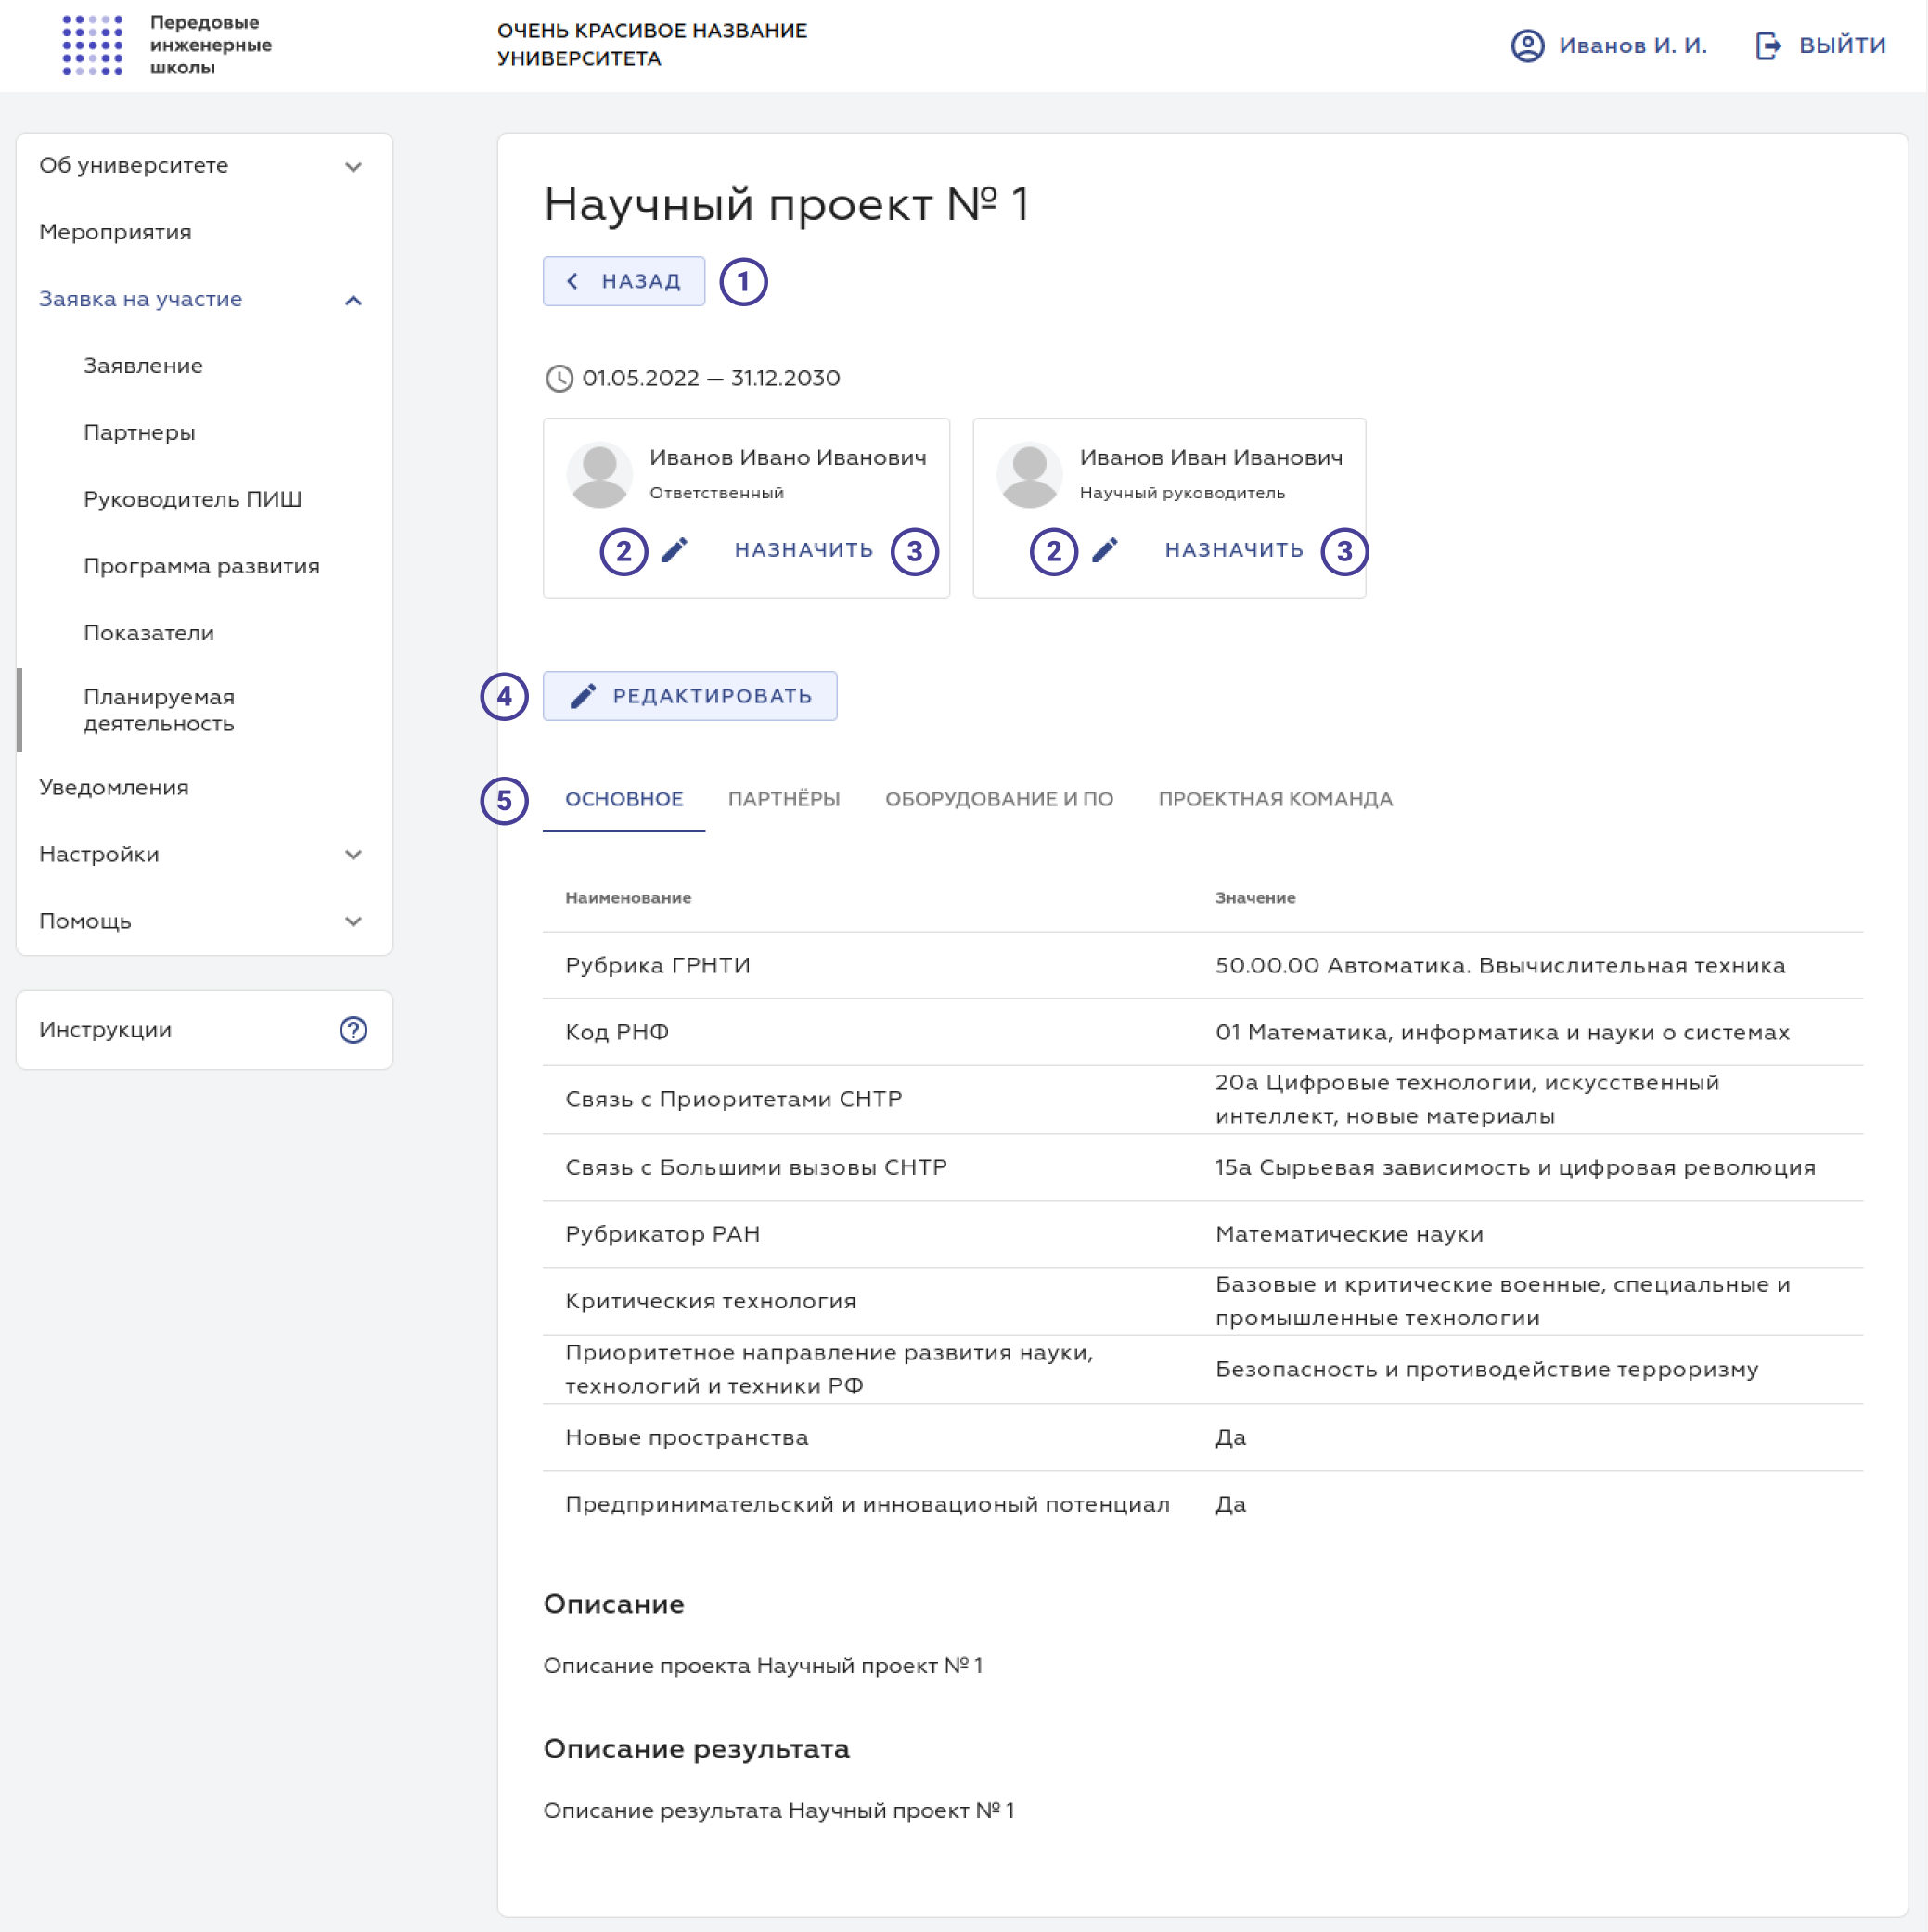 Передовые
инженерные
школы
ОЧЕНЬ КРАСИВОЕ НАЗВАНИЕ
УНИВЕРСИТЕТА
Иванов И. И.
ВЫЙТИ
Об университете
Мероприятия
Заявка на участие
Заявление
Партнеры
Руководитель ПИШ
Программа развития
Показатели
Планируемая
деятельность
Уведомления
Настройки
Помощь
Инструкции
?
Научный проект № 1
НАЗАД 1
01.05.2022 — 31.12.2030
Иванов Ивано Иванович
Ответственный
2 НАЗНАЧИТЬ 3
Иванов Иван Иванович
Научный руководитель
2 НАЗНАЧИТЬ 3
4 РЕДАКТИРОВАТЬ
5 ОСНОВНОЕ ПАРТНЁРЫ ОБОРУДОВАНИЕ И ПО ПРОЕКТНАЯ КОМАНДА
Наименование Значение
Рубрика ГРНТИ 50.00.00 Автоматика. Ввычислительная техника
Код РНФ 01 Математика, информатика и науки о системах
Связь с Приоритетами СНТР 20а Цифровые технологии, искусственный
интеллект, новые материалы
Связь с Большими вызовы СНТР 15а Сырьевая зависимость и цифровая революция
Рубрикатор РАН Математические науки
Критическия технология Базовые и критические военные, специальные и
промышленные технологии
Приоритетное направление развития науки,
технологий и техники РФ Безопасность и противодействие терроризму
Новые пространства Да
Предпринимательский и инновационый потенциал Да
Описание
Описание проекта Научный проект № 1
Описание результата
Описание результата Научный проект № 1